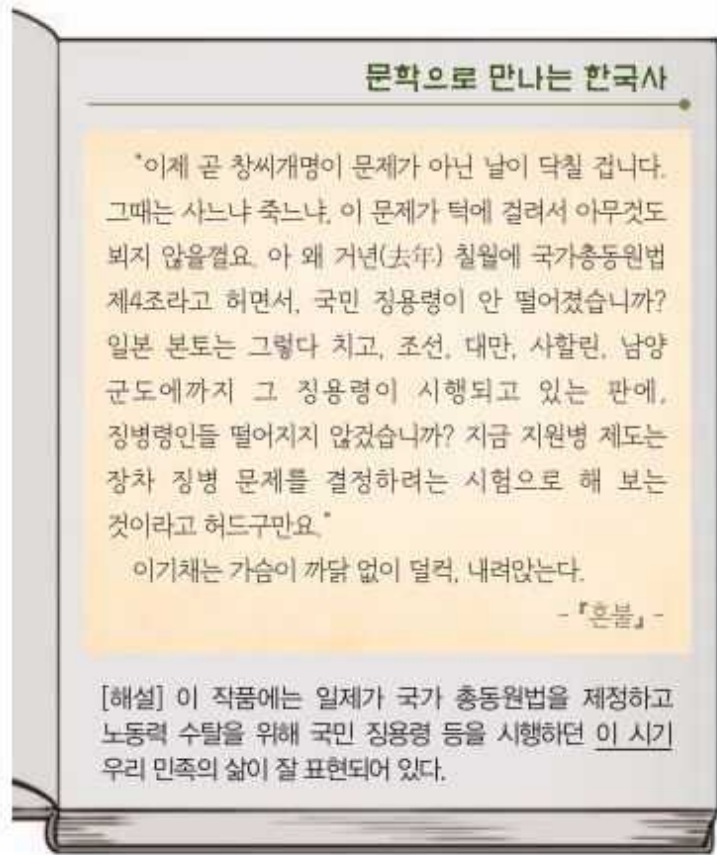 문학으로 만나는 한국사
"이제 곧 창씨개명이 문제가 아닌 날이 닥칠 겁니다.
그때는 사느냐 죽느냐, 이 문제가 턱에 걸려서 아무것도
뵈지 않을껄요. 아 왜 거년(去年) 칠월에 국가총동원법
제4조라고 허면서, 국민 징용령이 안 떨어졌습니까?
일본 본토는 그렇다 치고, 조선, 대만, 사할린, 남양
군도에까지 그 징용령이 시행되고 있는 판에,
징병령인들 떨어지지 않겄습니까? 지금 지원병 제도는
장차 징병 문제를 결정하려는 시험으로 해 보는
것이라고 허드구만요."
이기채는 가슴이 까닭 없이 덜컥, 내려앉는다.
- 『혼불』 -
[해설] 이 작품에는 일제가 국가 총동원법을 제정하고
노동력 수탈을 위해 국민 징용령 등을 시행하던 이 시기
우리 민족의 삶이 잘 표현되어 있다.